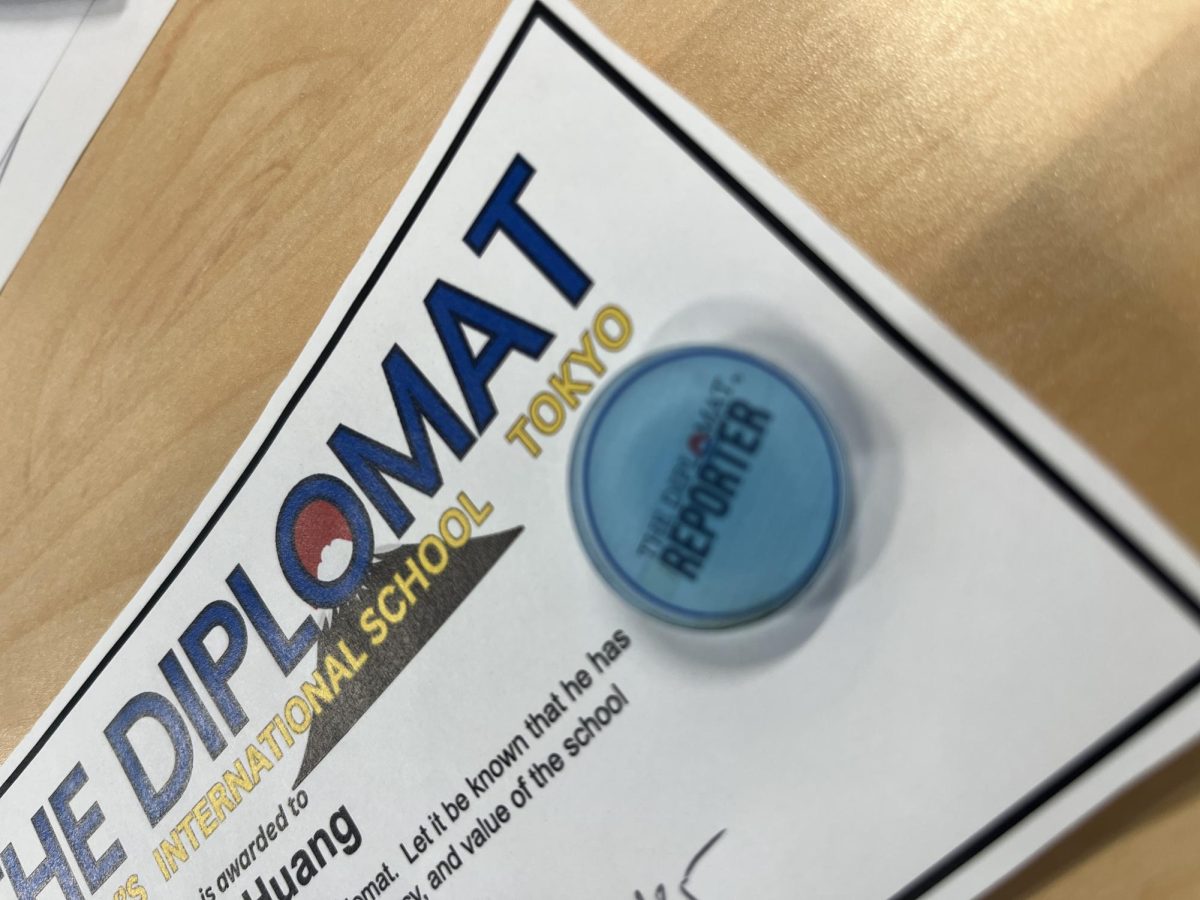 THE DIPLOMAT
INTERNATIONAL SCHOOL TOKYO
is awarded to
Huang
Let it be known that he has
and value of the school
THE DIPLOMAT
REPORTER